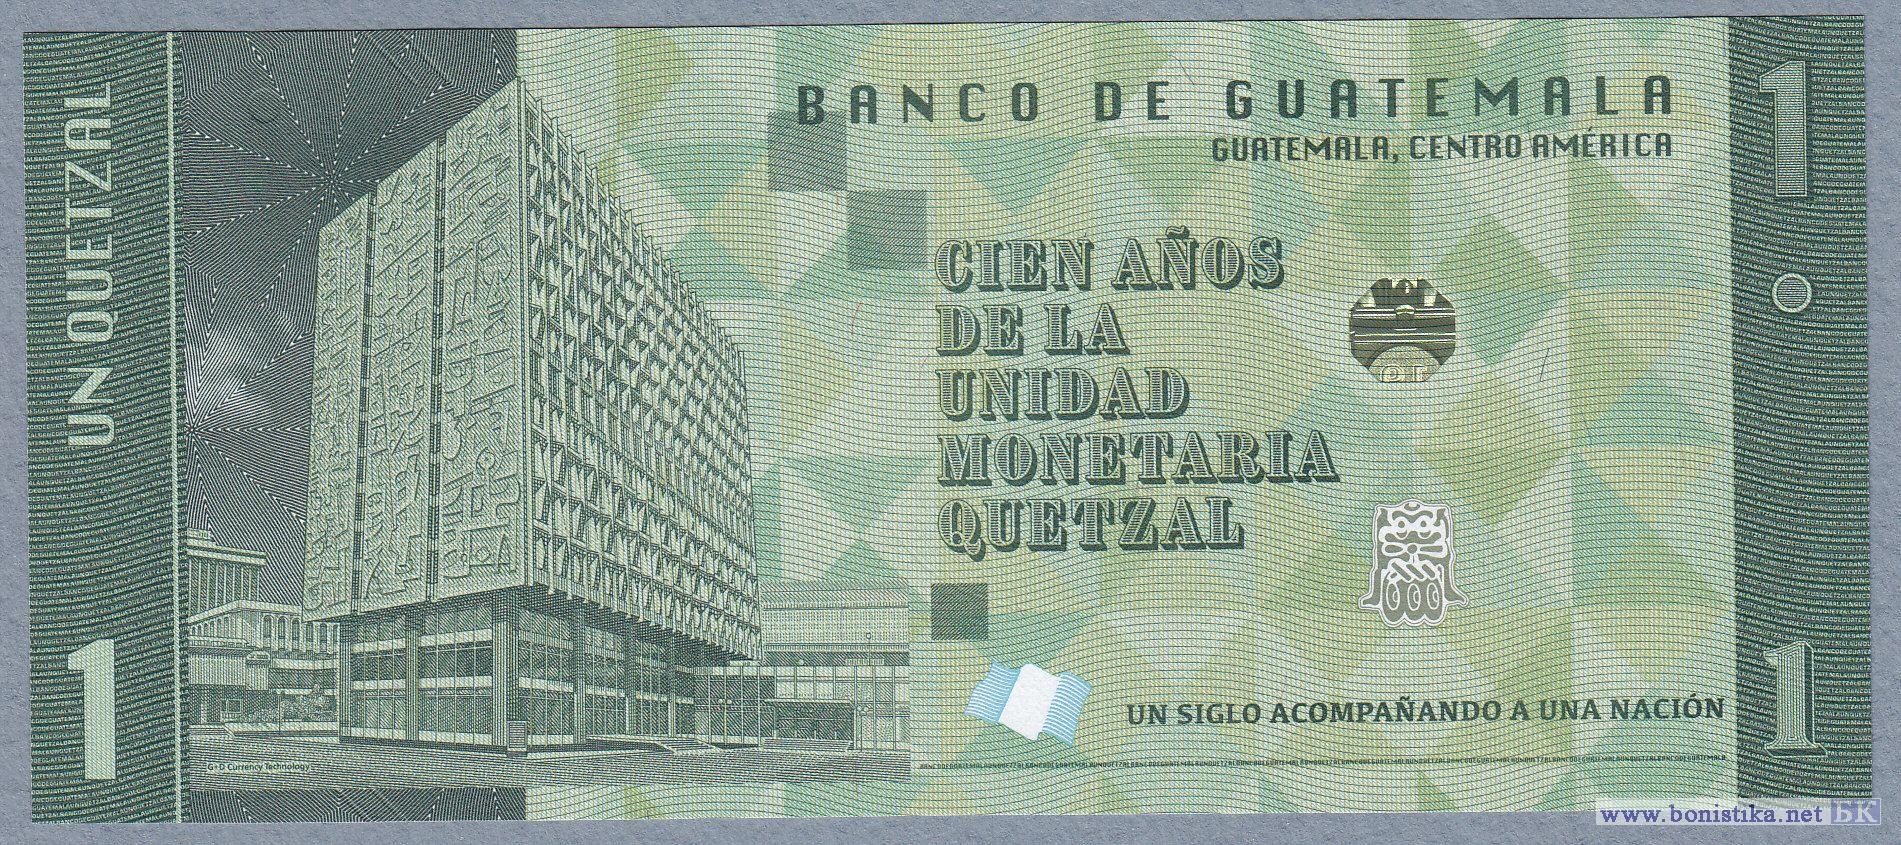 UN QUETZAL
1
BANCO DE GUATEMALA
GUATEMALA, CENTRO AMÉRICA
1
CIEN AÑOS
DE LA
UNIDAD
MONETARIA
QUETZAL
UN SIGLO ACOMPAÑANDO A UNA NACIÓN
1
G+D Currency Technology
www.bonistika.net БК